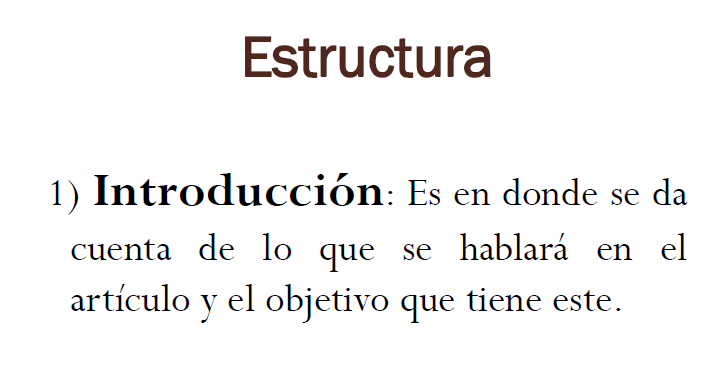 Estructura
1) Introducción: Es en donde se da
cuenta de lo que se hablará en el
artículo y el objetivo que tiene este.